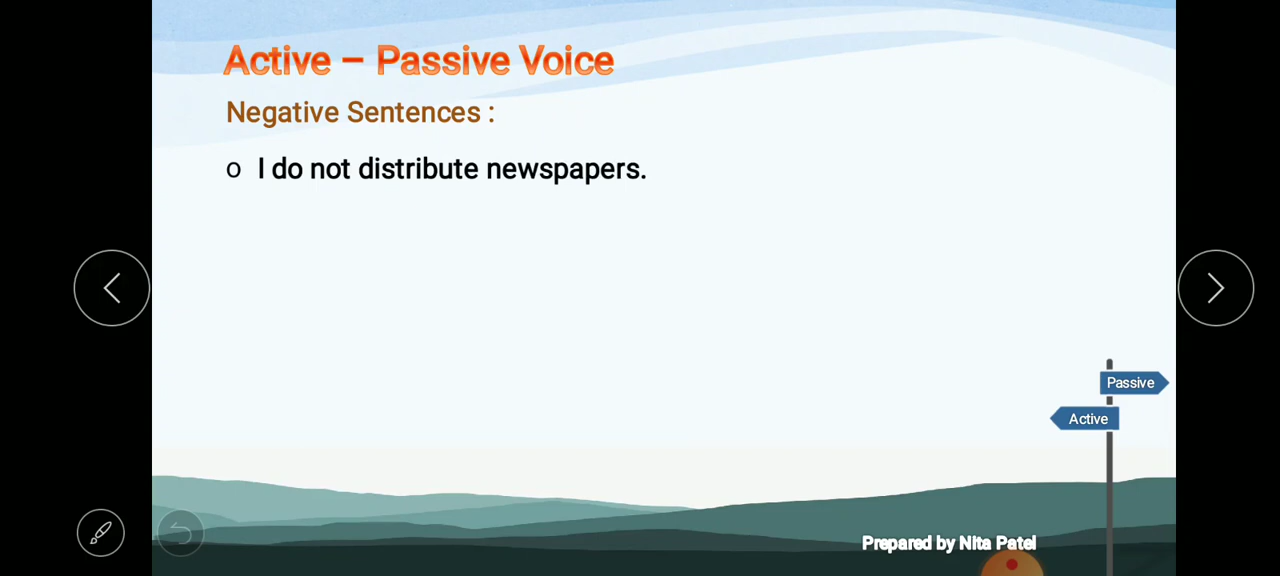 Active – Passive Voice
Negative Sentences :
o I do not distribute newspapers.
Passive
Active
Prepared by Nita Patel